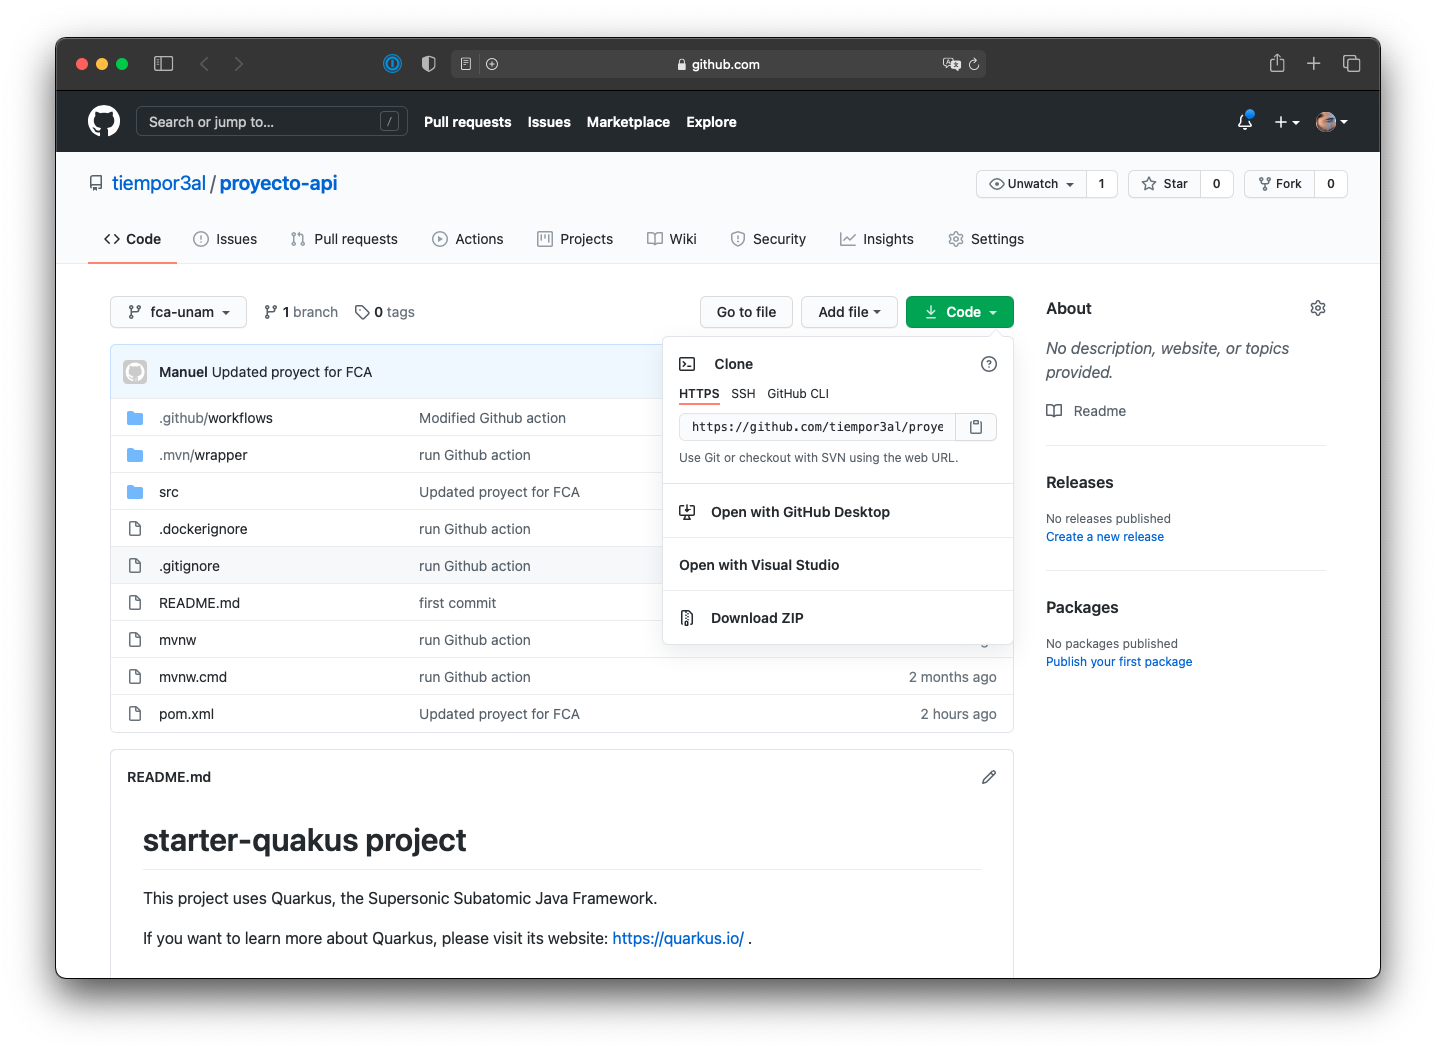 github.com
Search or jump to... /
Pull requests Issues Marketplace Explore
tiempor3al / proyecto-api
Unwatch 1 Star 0 Fork 0
Code Issues Pull requests Actions Projects Wiki Security Insights Settings
fca-unam 1 branch 0 tags Go to file Add file Code
Clone
HTTPS SSH GitHub CLI
https://github.com/tiempor3al/proye
Use Git or checkout with SVN using the web URL.
Open with GitHub Desktop
Open with Visual Studio
Download ZIP
Manuel Updated proyect for FCA
.github/workflows Modified Github action
.mvn/wrapper run Github action
src Updated proyect for FCA
.dockerignore run Github action
.gitignore run Github action
README.md first commit
mvnw run Github action
mvnw.cmd run Github action 2 months ago
pom.xml Updated proyect for FCA 2 hours ago
README.md
starter-quakus project
This project uses Quarkus, the Supersonic Subatomic Java Framework.
If you want to learn more about Quarkus, please visit its website: https://quarkus.io/ .
About
No description, website, or topics
provided.
Readme
Releases
No releases published
Create a new release
Packages
No packages published
Publish your first package